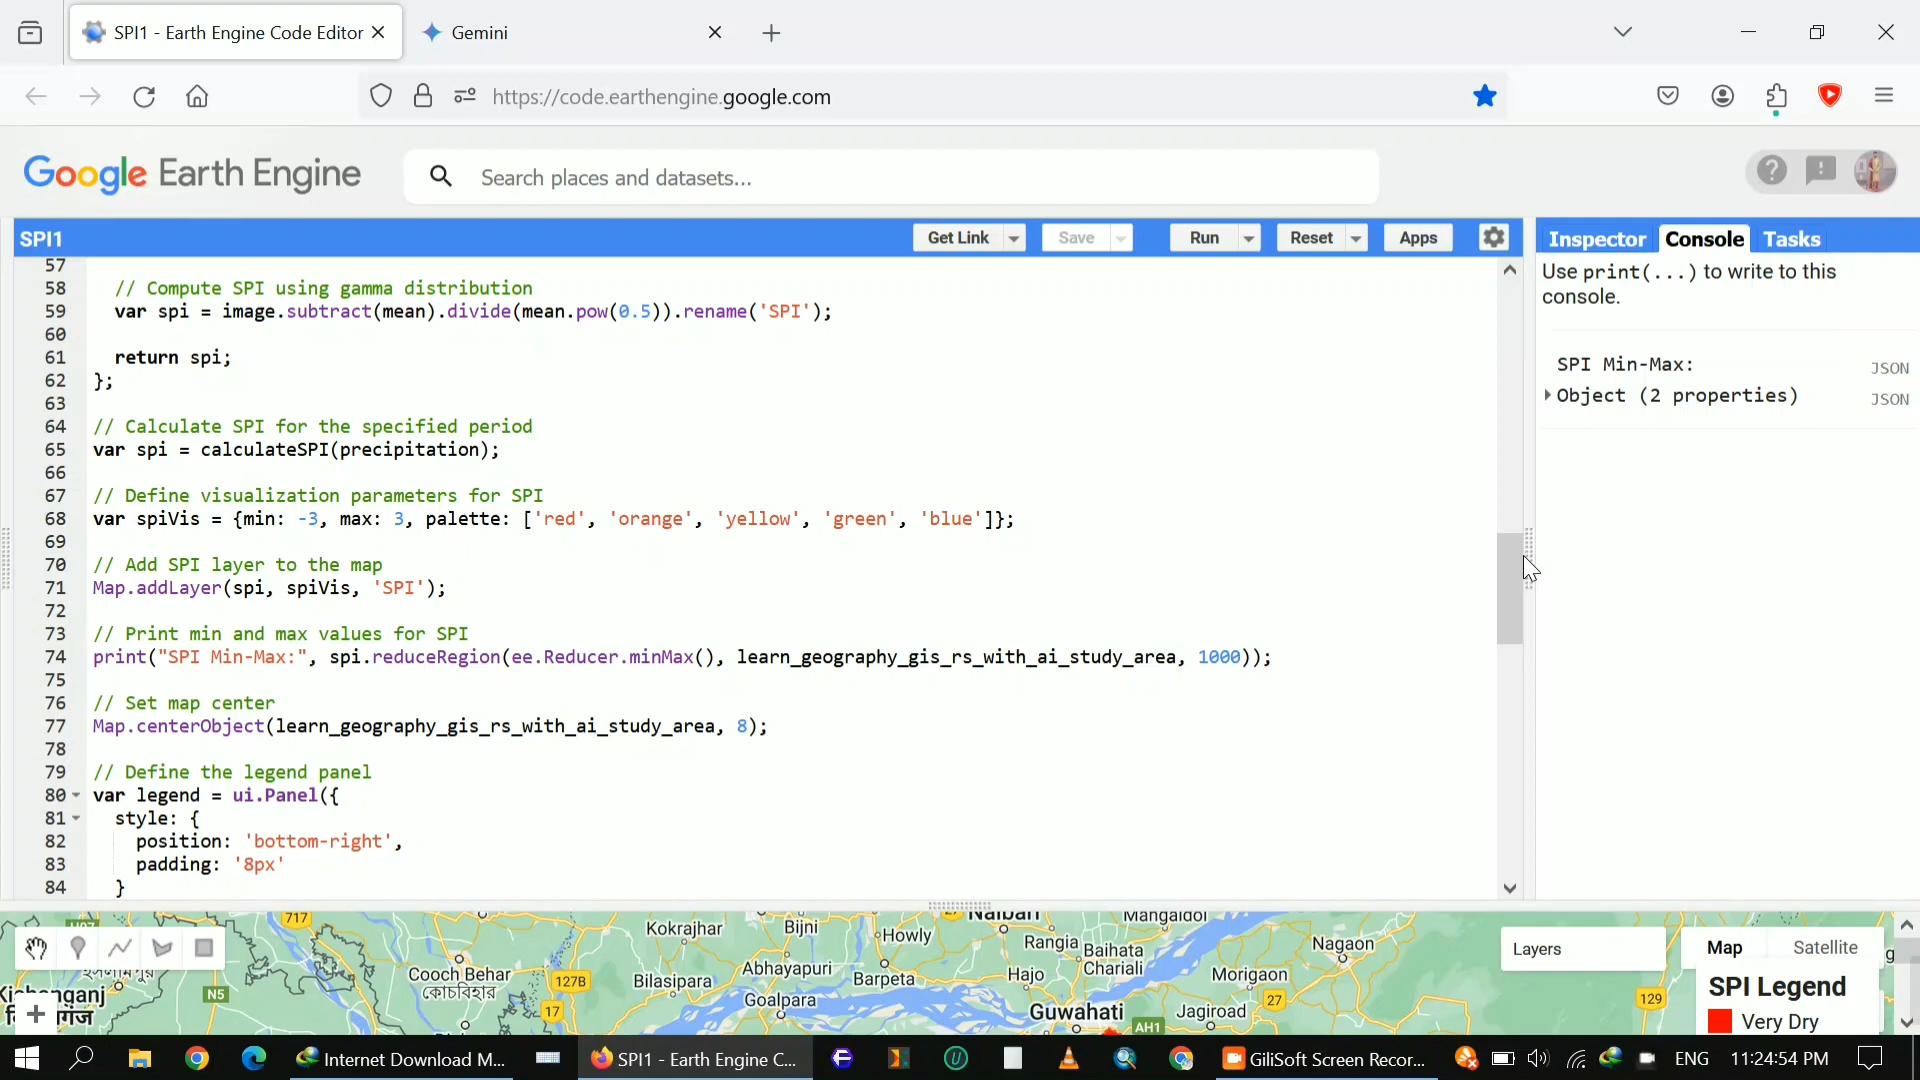 SPI1 - Earth Engine Code Editor
Gemini
https://code.earthengine.google.com
Google Earth Engine
Search places and datasets...
SPI1
Get Link
Save
Run
Reset
Apps
Inspector
Console
Tasks
57
58 // Compute SPI using gamma distribution
59 var spi = image.subtract(mean).divide(mean.pow(0.5)).rename('SPI');
60
61 return spi;
62 };
63
64 // Calculate SPI for the specified period
65 var spi = calculateSPI(precipitation);
66
67 // Define visualization parameters for SPI
68 var spiVis = {min: -3, max: 3, palette: ['red', 'orange', 'yellow', 'green', 'blue']};
69
70 // Add SPI layer to the map
71 Map.addLayer(spi, spiVis, 'SPI');
72
73 // Print min and max values for SPI
74 print("SPI Min-Max:", spi.reduceRegion(ee.Reducer.minMax(), learn_geography_gis_rs_with_ai_study_area, 1000));
75
76 // Set map center
77 Map.centerObject(learn_geography_gis_rs_with_ai_study_area, 8);
78
79 // Define the legend panel
80 var legend = ui.Panel({
81 style: {
82 position: 'bottom-right',
83 padding: '8px'
84 }
Use print(...) to write to this
console.
SPI Min-Max:
JSON
Object (2 properties)
JSON
717
Kokrajhar
Bijni
Nalbari
Mangaldoi
Howly
Rangia
Baihata
Chariali
Nagaon
Cooch Behar
কোচবিহার
127B
Bilasipara
Abhayapuri
Barpeta
Hajo
Morigaon
N5
17
Goalpara
Guwahati
AH1
Jagiroad
27
129
Layers
Map
Satellite
SPI Legend
Very Dry
Internet Download M...
SPI1 - Earth Engine C...
GiliSoft Screen Recor...
ENG
11:24:54 PM